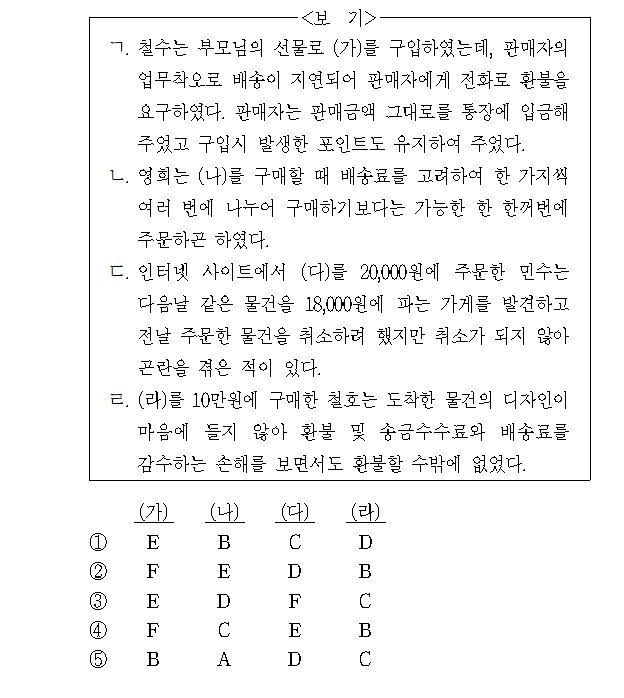 <보 기>
ㄱ. 철수는 부모님의 선물로 (가)를 구입하였는데, 판매자의
업무착오로 배송이 지연되어 판매자에게 전화로 환불을
요구하였다. 판매자는 판매금액 그대로를 통장에 입금해
주었고 구입시 발생한 포인트도 유지하여 주었다.
ㄴ. 영희는 (나)를 구매할 때 배송료를 고려하여 한 가지씩
여러 번에 나누어 구매하기보다는 가능한 한 한꺼번에
주문하곤 하였다.
ㄷ. 인터넷 사이트에서 (다)를 20,000원에 주문한 민수는
다음날 같은 물건을 18,000원에 파는 가게를 발견하고
전날 주문한 물건을 취소하려 했지만 취소가 되지 않아
곤란을 겪은 적이 있다.
ㄹ. (라)를 10만원에 구매한 철호는 도착한 물건의 디자인이
마음에 들지 않아 환불 및 송금수수료와 배송료를
감수하는 손해를 보면서도 환불할 수밖에 없었다.
(가) (나) (다) (라)
① E B C D
② F E D B
③ E D F C
④ F C E B
⑤ B A D C